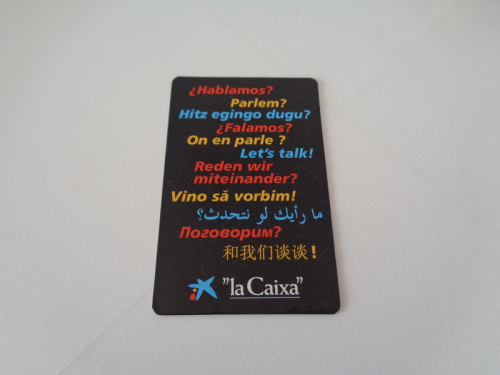 ¿Hablamos?
Parlem?
Hitz egingo dugu?
¿Falamos?
On en parle ?
Let's talk!
Reden wir
miteinander?
Vino să vorbim!
ما رأيك لو نتحدث؟
Поговорим?
和我们谈谈!
"la Caixa"